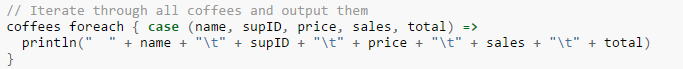 // Iterate through all coffees and output them
coffees foreach { case (name, supID, price, sales, total) =>
  println("  " + name + "\t" + supID + "\t" + price + "\t" + sales + "\t" + total)
}